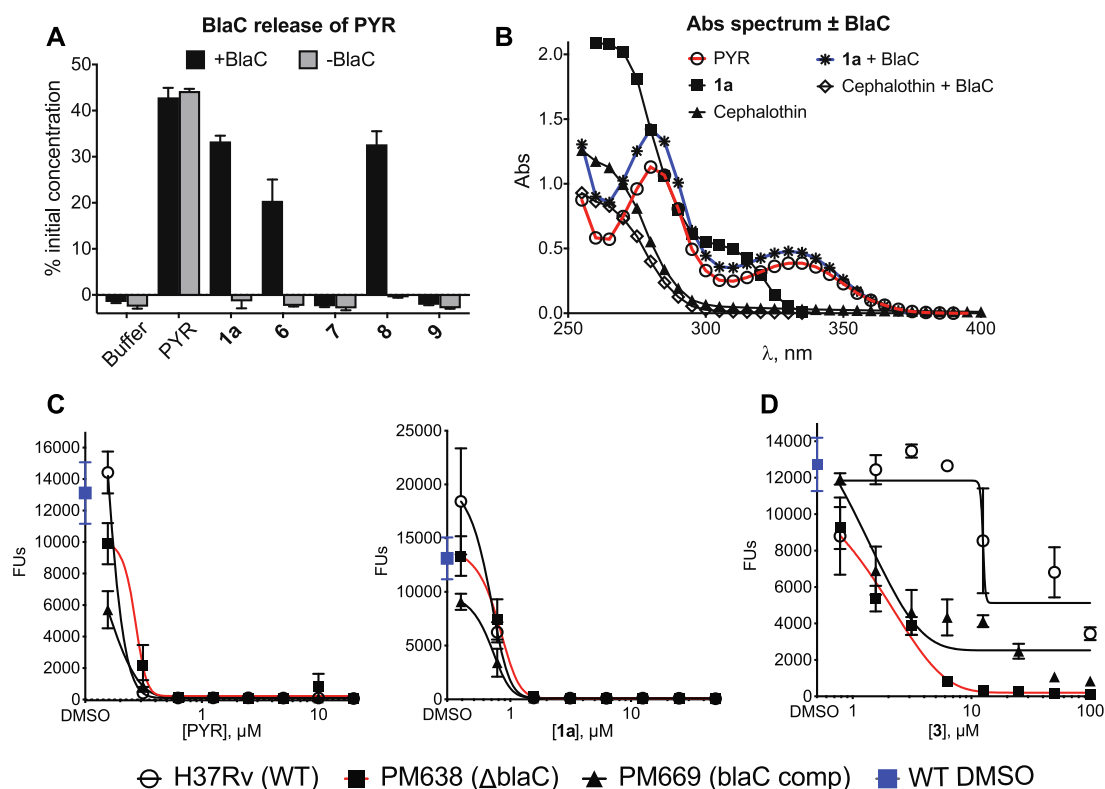 A
BlaC release of PYR
+BlaC
-BlaC
% initial concentration
50
40
30
20
10
0
Buffer
PYR
1a
6
7
8
9
B
Abs spectrum ± BlaC
PYR
1a
Cephalothin
1a + BlaC
Cephalothin + BlaC
Abs
2.0
1.5
1.0
0.5
0.0
250
300
350
400
λ, nm
C
FUs
16000
14000
12000
10000
8000
6000
4000
2000
0
DMSO
1
10
[PYR], µM
FUs
25000
20000
15000
10000
5000
0
DMSO
1
10
[1a], µM
D
FUs
14000
12000
10000
8000
6000
4000
2000
0
DMSO
1
10
100
[3], µM
H37Rv (WT)
PM638 (ΔblaC)
PM669 (blaC comp)
WT DMSO